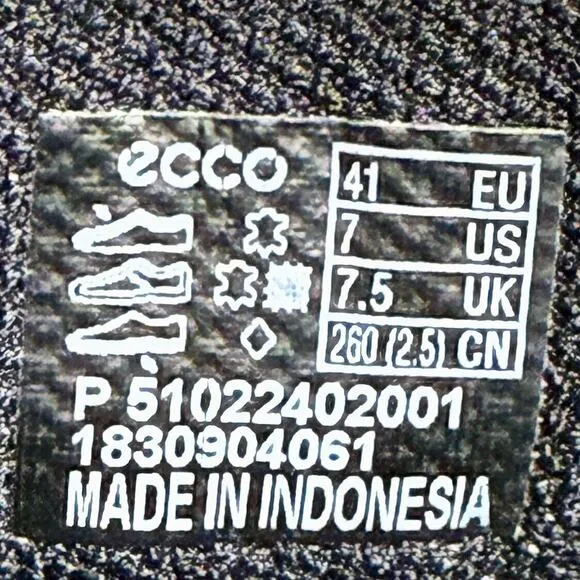 ecco
41 EU
7 US
7.5 UK
260 (2.5) CN
P 51022402001
1830904061
MADE IN INDONESIA